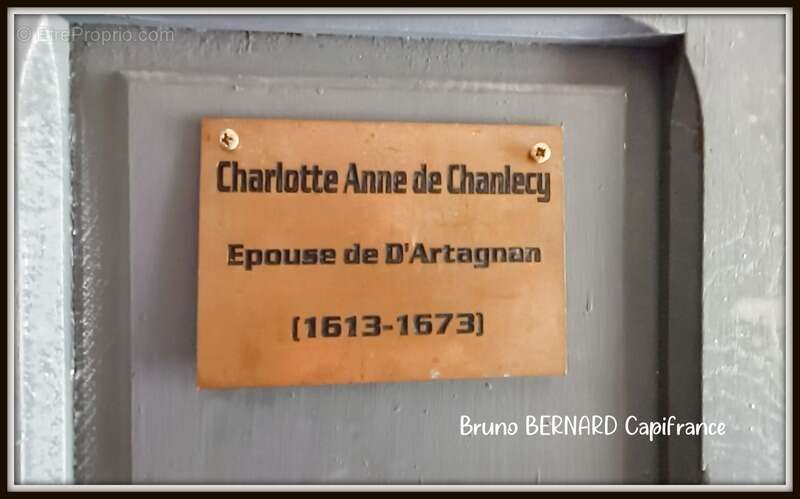 © EtreProprio.com
Charlotte Anne de Chanlecy
Epouse de D'Artagnan
(1613-1673)
Bruno BERNARD Capifrance